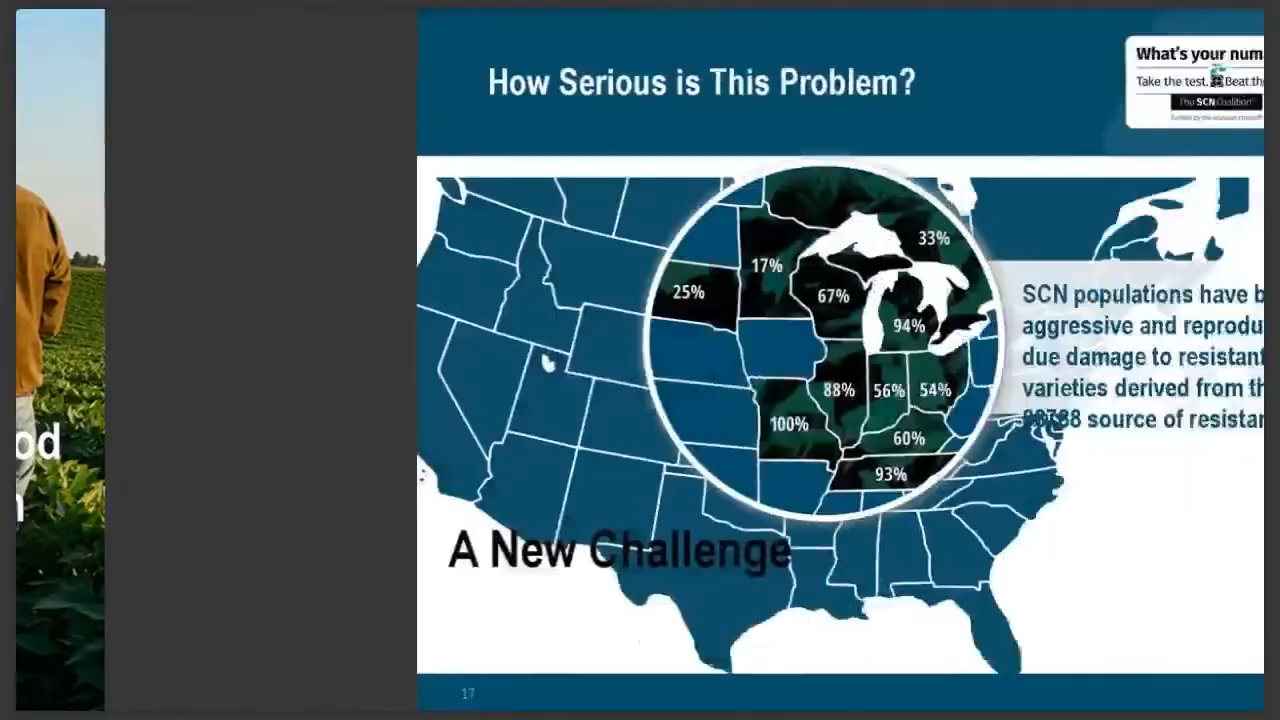 od
n
How Serious is This Problem?
What's your num
Take the test. Beat the
The SCN Coalition
33%
17%
25%
67%
94%
88%
56%
54%
100%
60%
93%
SCN populations have b
aggressive and reprodu
due damage to resistant
varieties derived from th
88788 source of resistan
A New Challenge
17